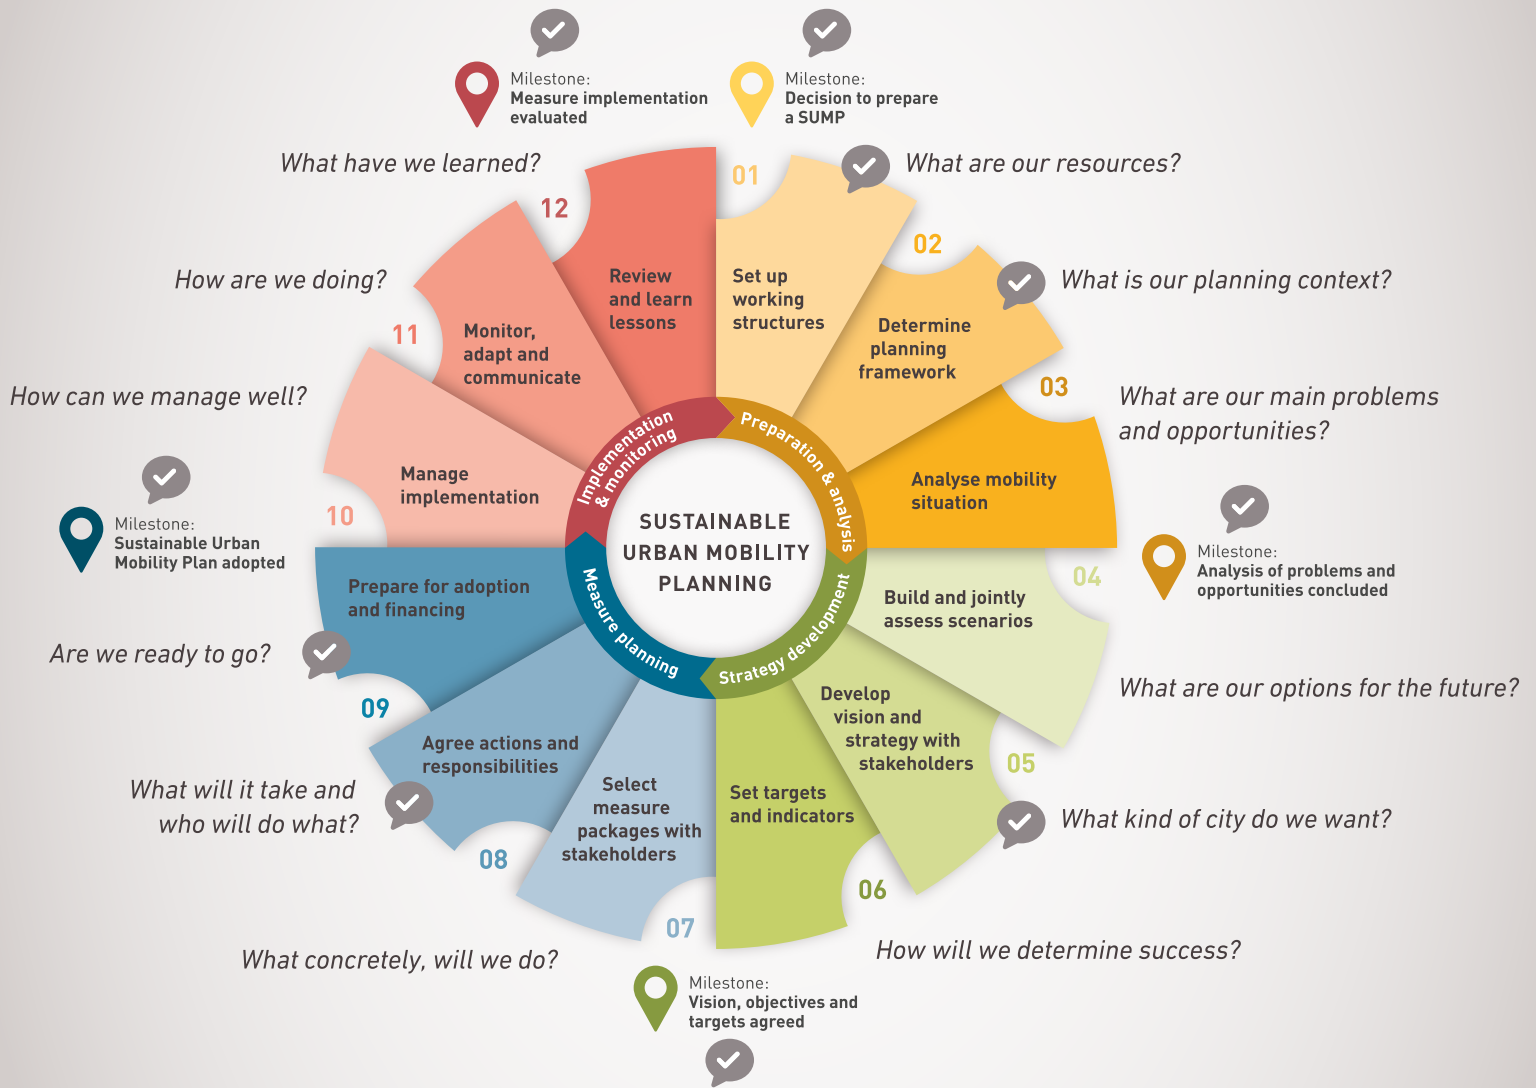 Milestone:
Measure implementation
evaluated
Milestone:
Decision to prepare
a SUMP
What have we learned?
What are our resources?
How are we doing?
What is our planning context?
How can we manage well?
What are our main problems
and opportunities?
Milestone:
Sustainable Urban
Mobility Plan adopted
Milestone:
Analysis of problems and
opportunities concluded
Are we ready to go?
What are our options for the future?
What will it take and
who will do what?
What kind of city do we want?
What concretely, will we do?
How will we determine success?
Milestone:
Vision, objectives and
targets agreed
01
Set up
working
structures
02
Determine
planning
framework
03
Analyse mobility
situation
04
Build and jointly
assess scenarios
05
Develop
vision and
strategy with
stakeholders
06
Set targets
and indicators
07
Select
measure
packages with
stakeholders
08
Agree actions and
responsibilities
09
Prepare for adoption
and financing
10
Manage
implementation
11
Monitor,
adapt and
communicate
12
Review
and learn
lessons
Preparation & analysis
Strategy development
Measure planning
Implementation
& monitoring
SUSTAINABLE
URBAN MOBILITY
PLANNING